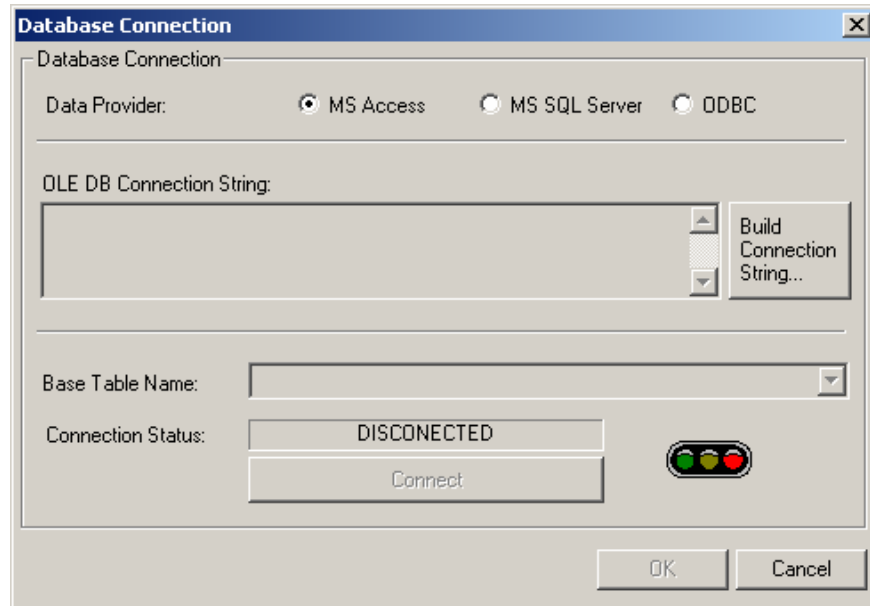 Database Connection
Database Connection
Data Provider: MS Access MS SQL Server ODBC
OLE DB Connection String:
Build
Connection
String...
Base Table Name:
Connection Status: DISCONECTED
Connect
OK Cancel